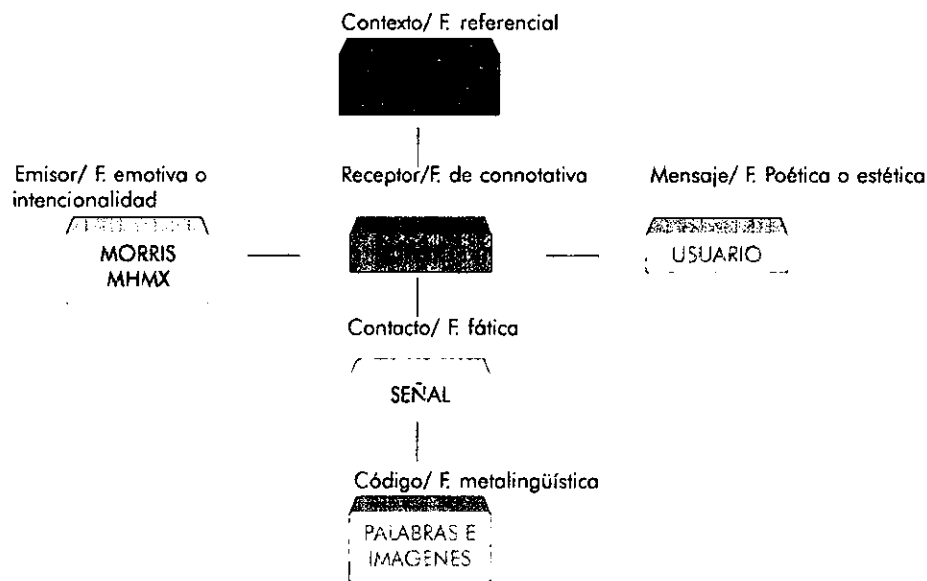 Contexto/ F. referencial
Emisor/ F. emotiva o
intencionalidad
Receptor/F. de connotativa
Mensaje/ F. Poética o estética
MORRIS
MHMX
USUARIO
Contacto/ F. fática
SEÑAL
Código/ F. metalingüística
PALABRAS E
IMAGENES